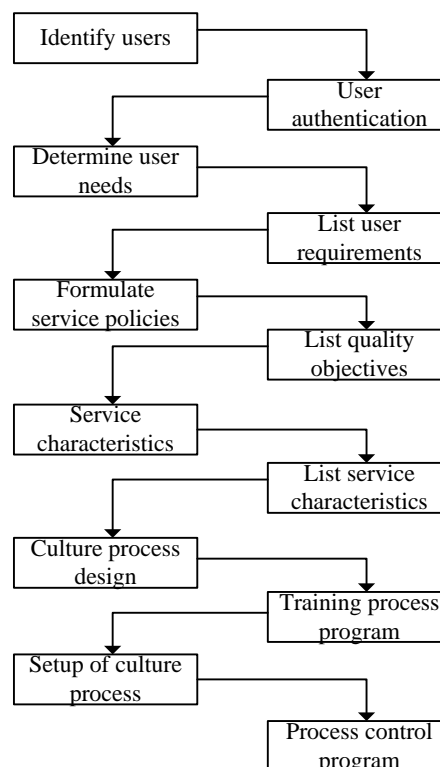 Identify users
User
authentication
Determine user
needs
List user
requirements
Formulate
service policies
List quality
objectives
Service
characteristics
List service
characteristics
Culture process
design
Training process
program
Setup of culture
process
Process control
program